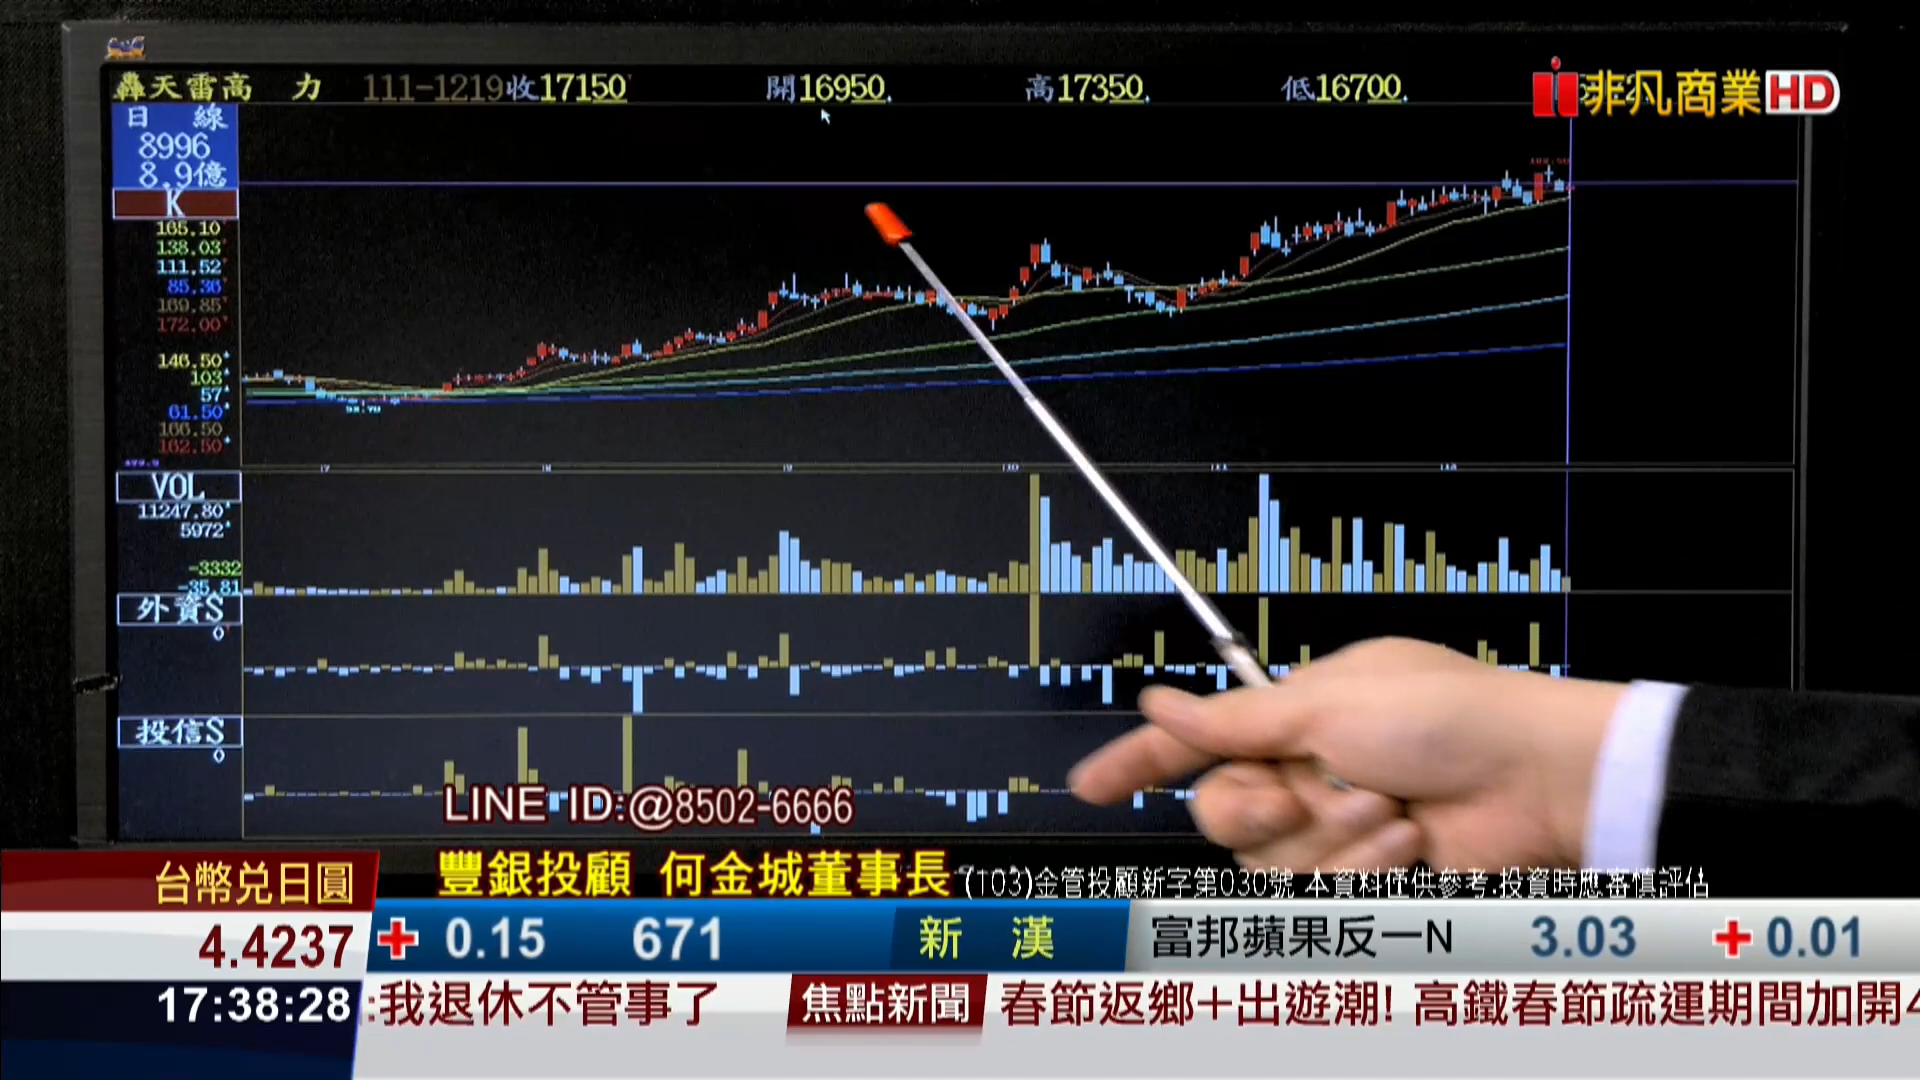 轟天雷高 力 111-1219收17150 開16950 高17350 低16700
非凡商業HD
日 線
8996
8.9億
K
165.10
138.03
111.52
85.36
169.85
172.00
146.50
103
57
61.50
166.50
162.50
VOL
11247.80
5972
-3332
-35.81
外資S
0
投信S
0
LINE ID:@8502-6666
豐銀投顧 何金城董事長 (103)金管投顧新字第030號 本資料僅供參考.投資時應審慎評估
台幣兌日圓
4.4237 + 0.15 671 新 漢 富邦蘋果反一N 3.03 + 0.01
17:38:28 :我退休不管事了 焦點新聞 春節返鄉+出遊潮! 高鐵春節疏運期間加開4